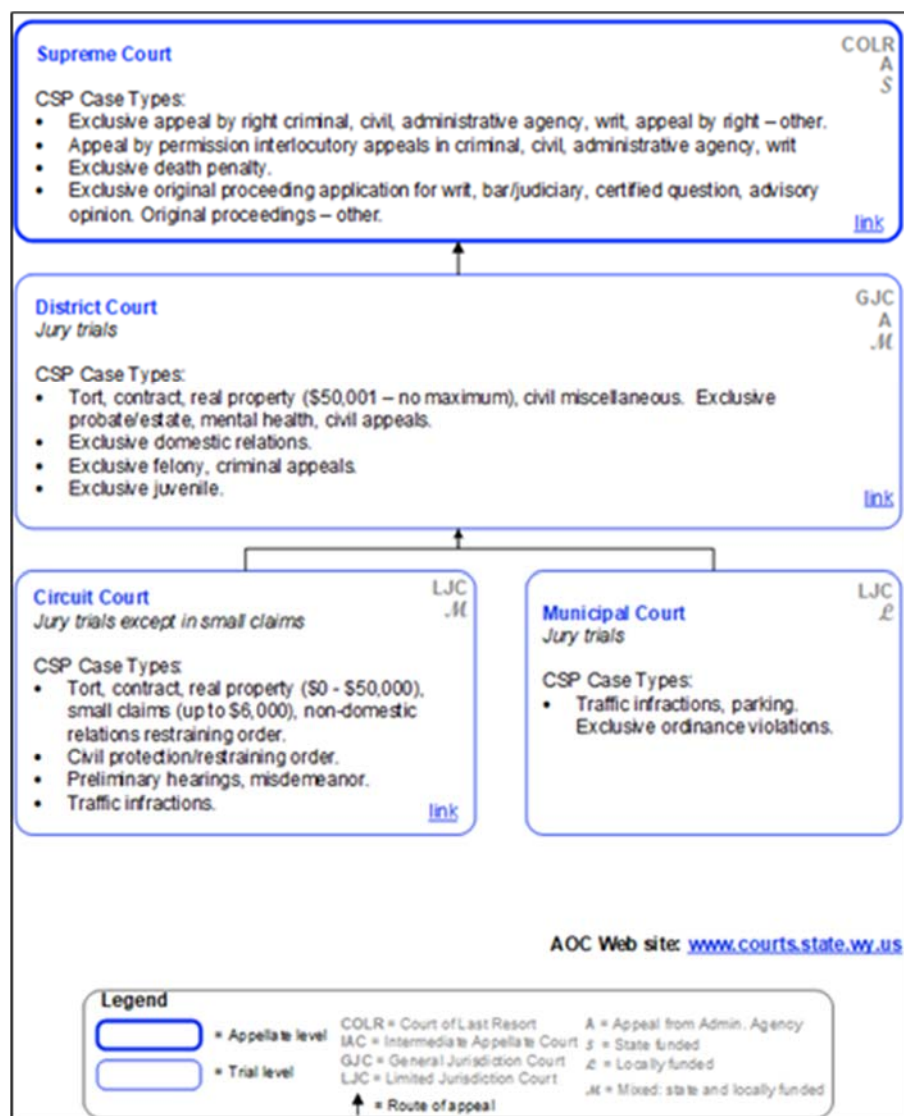 Supreme Court
COLR
A
S
CSP Case Types:
• Exclusive appeal by right criminal, civil, administrative agency, writ, appeal by right – other.
• Appeal by permission interlocutory appeals in criminal, civil, administrative agency, writ
• Exclusive death penalty.
• Exclusive original proceeding application for writ, bar/judiciary, certified question, advisory
opinion. Original proceedings – other.
link
District Court
Jury trials
GJC
A
M
CSP Case Types:
• Tort, contract, real property ($50,001 – no maximum), civil miscellaneous. Exclusive
probate/estate, mental health, civil appeals.
• Exclusive domestic relations.
• Exclusive felony, criminal appeals.
• Exclusive juvenile.
link
Circuit Court
Jury trials except in small claims
LJC
M
CSP Case Types:
• Tort, contract, real property ($0 - $50,000),
small claims (up to $6,000), non-domestic
relations restraining order.
• Civil protection/restraining order.
• Preliminary hearings, misdemeanor.
• Traffic infractions.
link
Municipal Court
Jury trials
LJC
L
CSP Case Types:
• Traffic infractions, parking.
Exclusive ordinance violations.
AOC Web site: www.courts.state.wy.us
Legend
= Appellate level
= Trial level
COLR = Court of Last Resort
IAC = Intermediate Appellate Court
GJC = General Jurisdiction Court
LJC = Limited Jurisdiction Court
= Route of appeal
A = Appeal from Admin. Agency
S = State funded
L = Locally funded
M = Mixed: state and locally funded